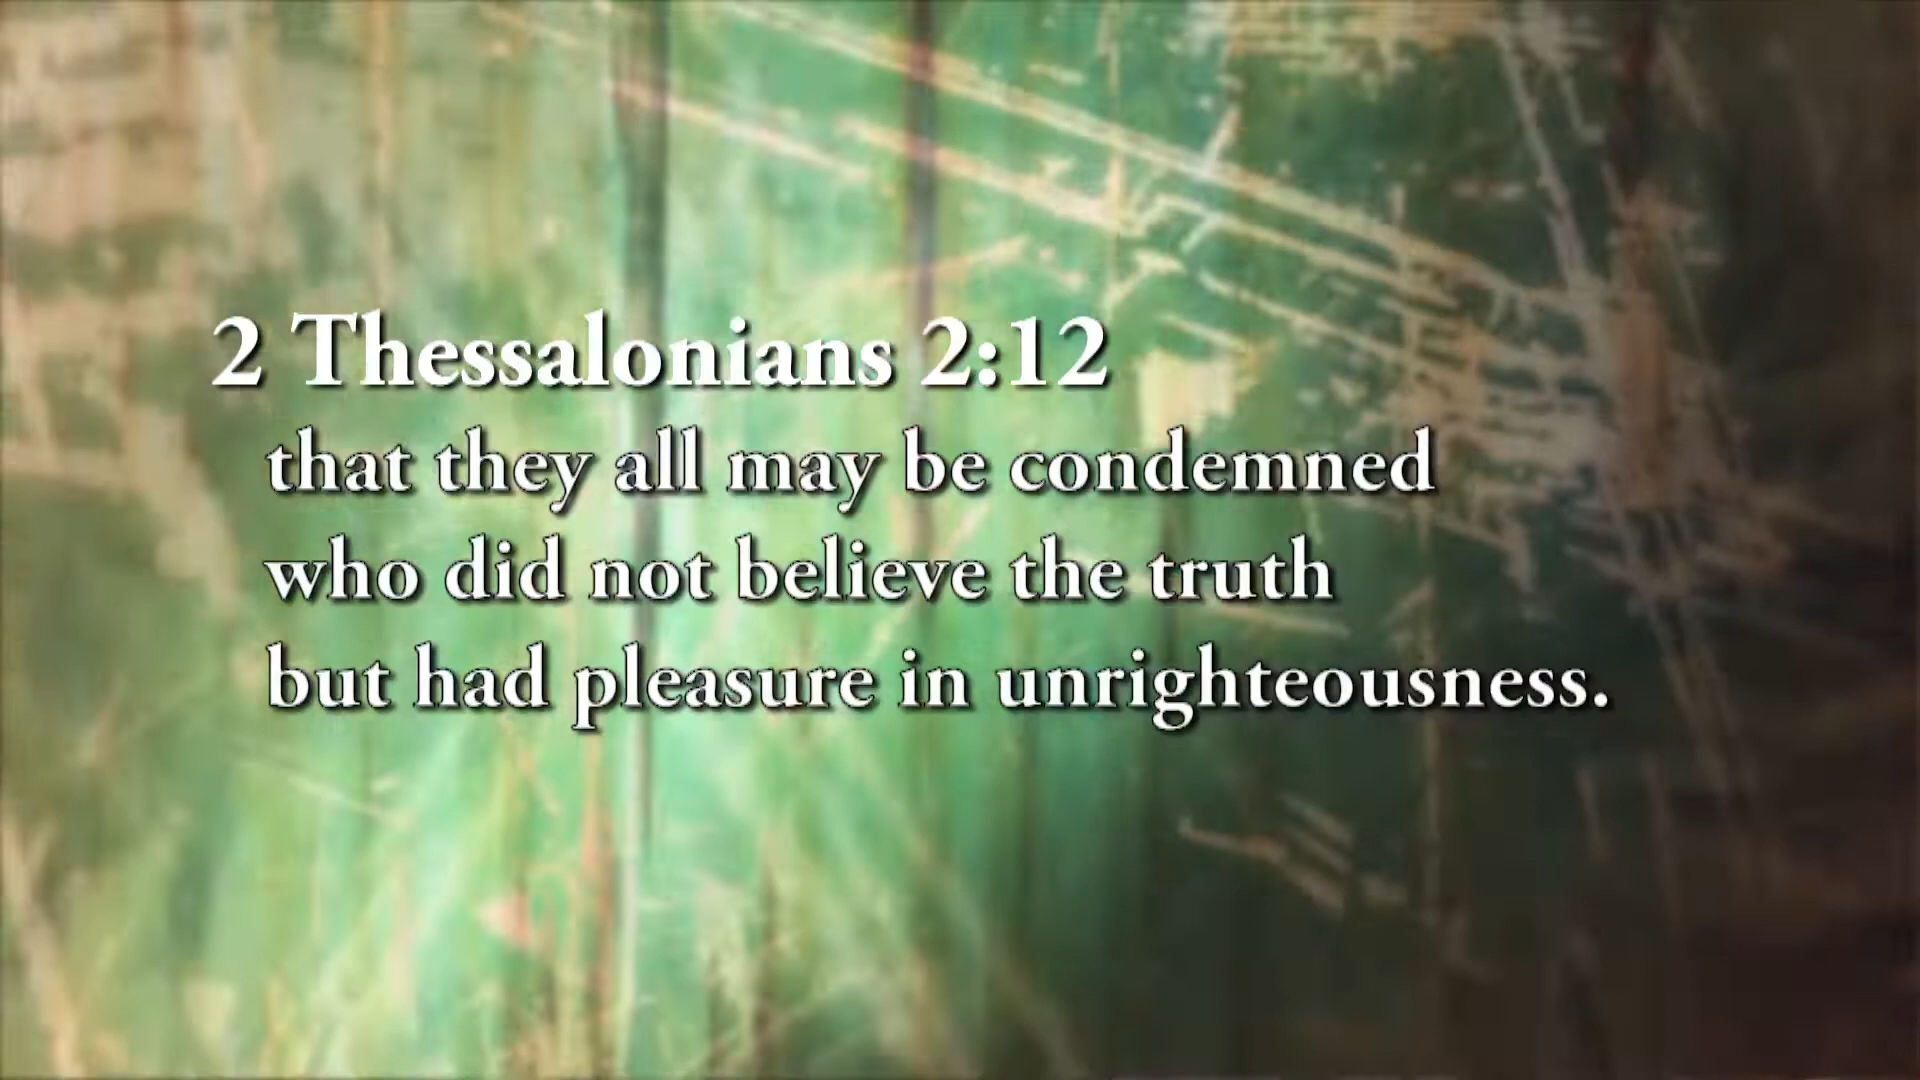 2 Thessalonians 2:12
that they all may be condemned
who did not believe the truth
but had pleasure in unrighteousness.